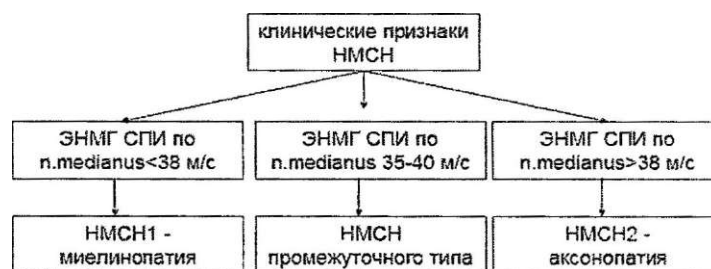 клинические признаки
НМСН
ЭНМГ СПИ по
n.medianus<38 м/с
ЭНМГ СПИ по
n.medianus 35-40 м/с
ЭНМГ СПИ по
n.medianus>38 м/с
НМСН1 -
миелинопатия
НМСН
промежуточного типа
НМСН2 -
аксонопатия